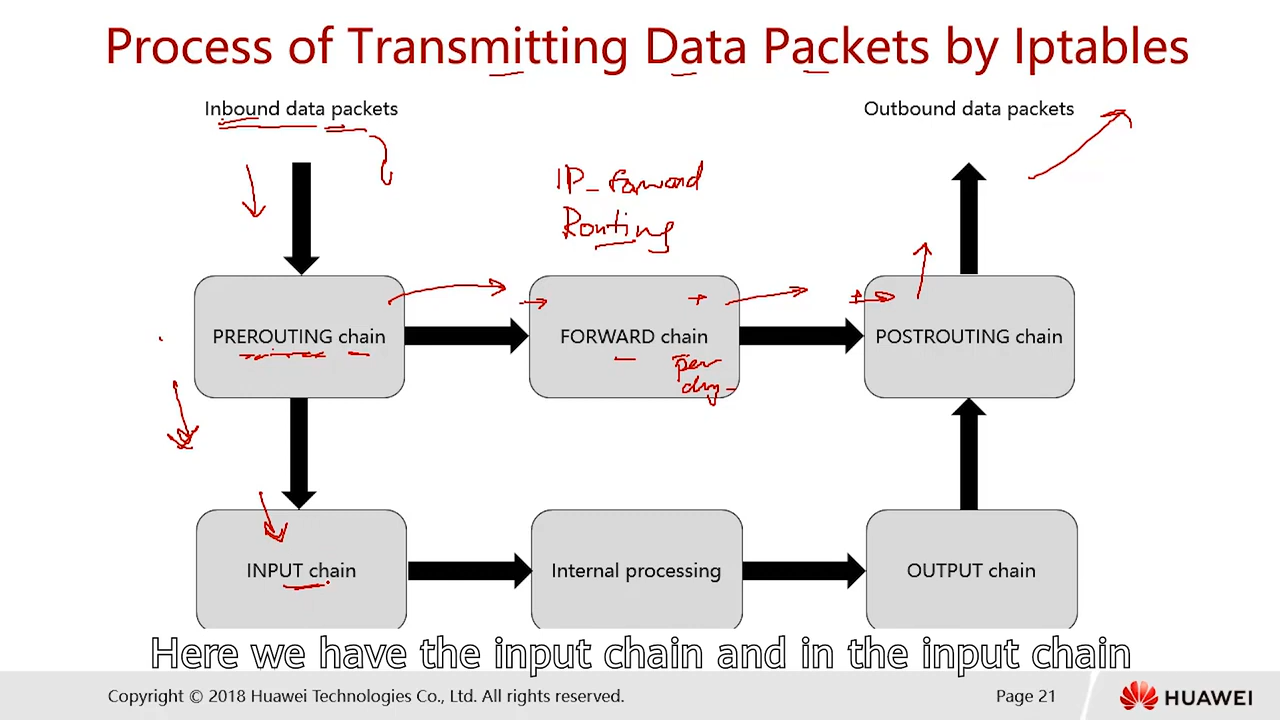 Process of Transmitting Data Packets by Iptables
Inbound data packets
Outbound data packets
IP_forward
Routing
PREROUTING chain
FORWARD chain
POSTROUTING chain
INPUT chain
Internal processing
OUTPUT chain
Here we have the input chain and in the input chain
Copyright © 2018 Huawei Technologies Co., Ltd. All rights reserved.
Page 21
HUAWEI